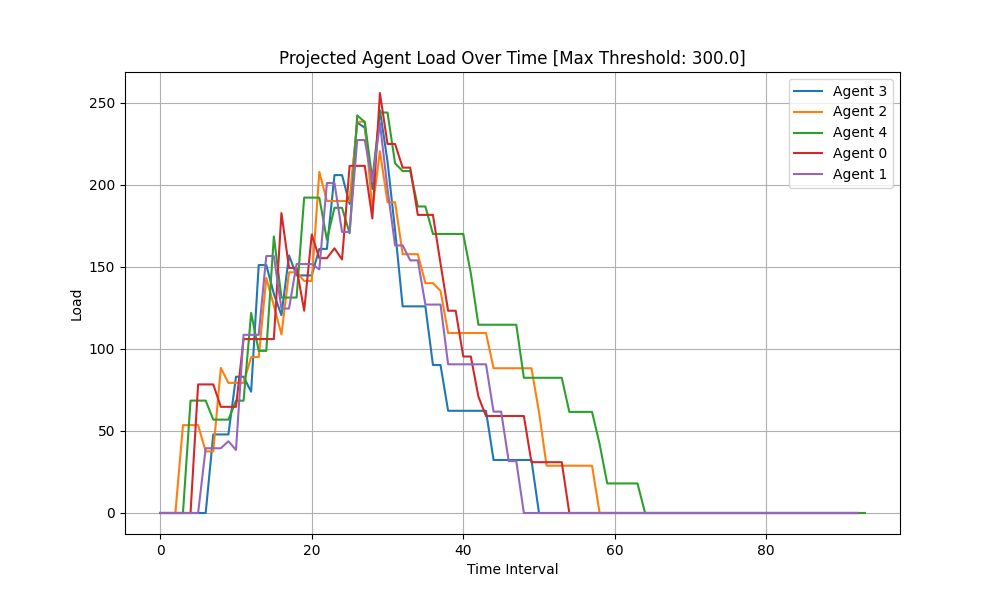 Projected Agent Load Over Time [Max Threshold: 300.0]
Agent 3
Agent 2
Agent 4
Agent 0
Agent 1
Load
250
200
150
100
50
0
0 20 40 60 80
Time Interval